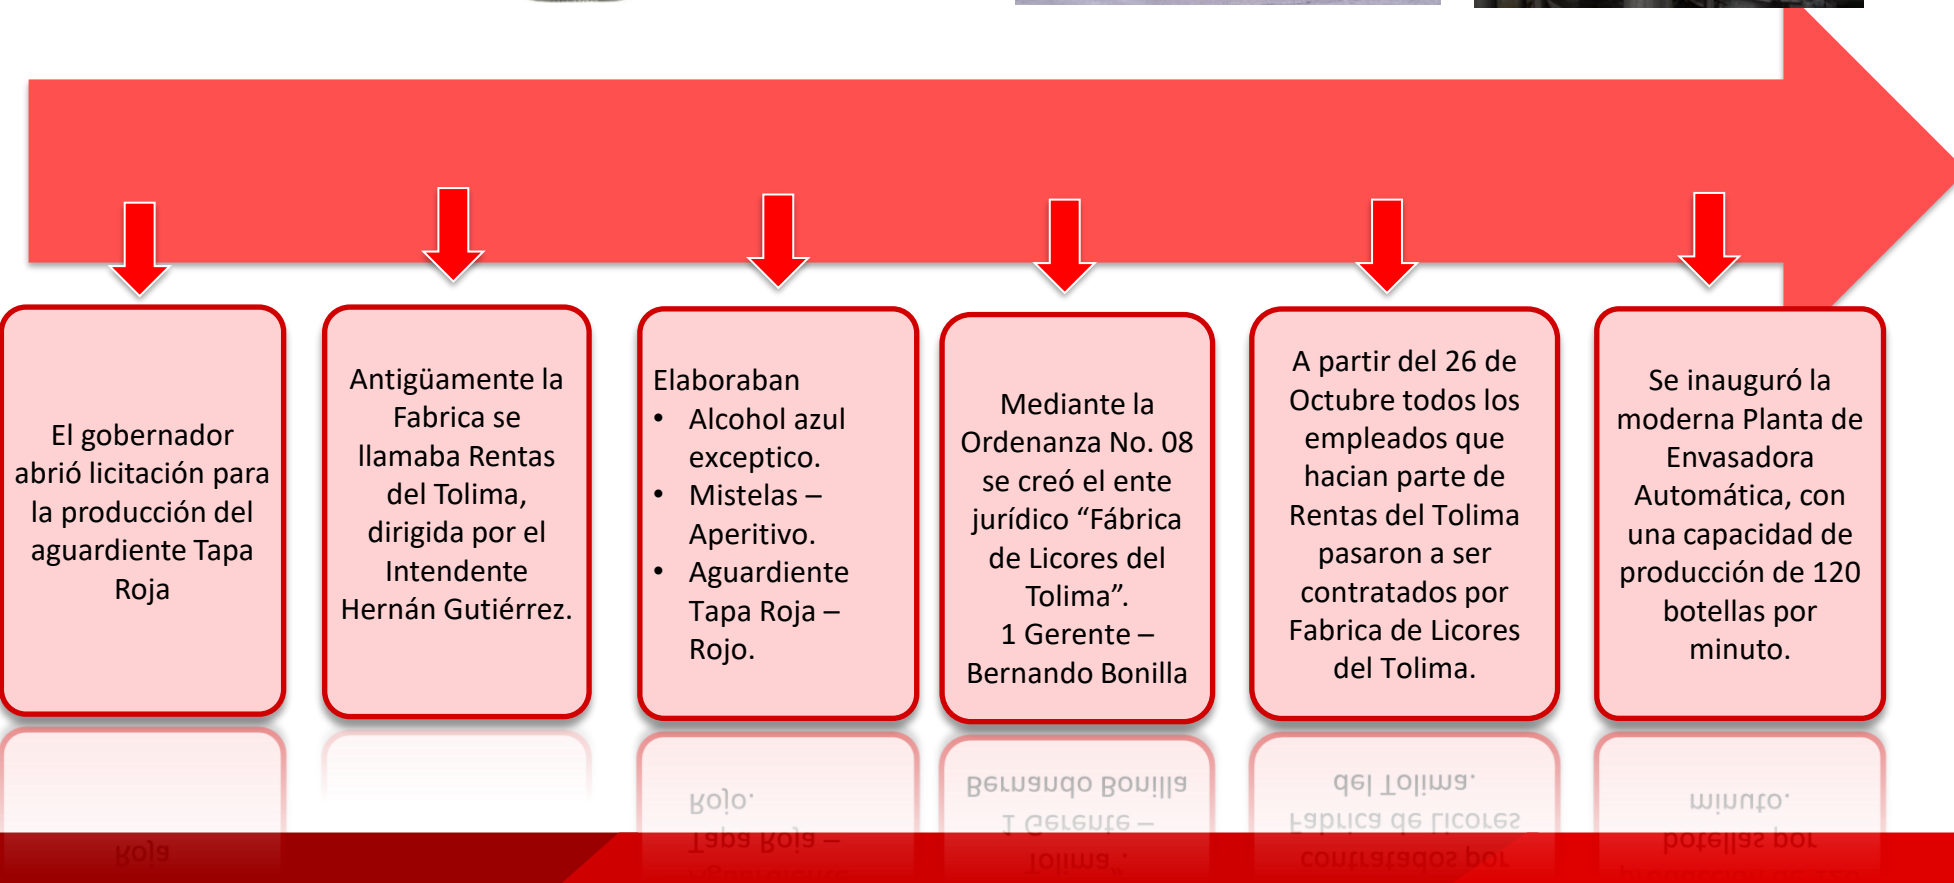 El gobernador
abrió licitación para
la producción del
aguardiente Tapa
Roja
Antigüamente la
Fabrica se
llamaba Rentas
del Tolima,
dirigida por el
Intendente
Hernán Gutiérrez.
Elaboraban
• Alcohol azul
exceptico.
• Mistelas –
Aperitivo.
• Aguardiente
Tapa Roja –
Rojo.
Mediante la
Ordenanza No. 08
se creó el ente
jurídico “Fábrica
de Licores del
Tolima”.
1 Gerente –
Bernando Bonilla
A partir del 26 de
Octubre todos los
empleados que
hacian parte de
Rentas del Tolima
pasaron a ser
contratados por
Fabrica de Licores
del Tolima.
Se inauguró la
moderna Planta de
Envasadora
Automática, con
una capacidad de
producción de 120
botellas por
minuto.